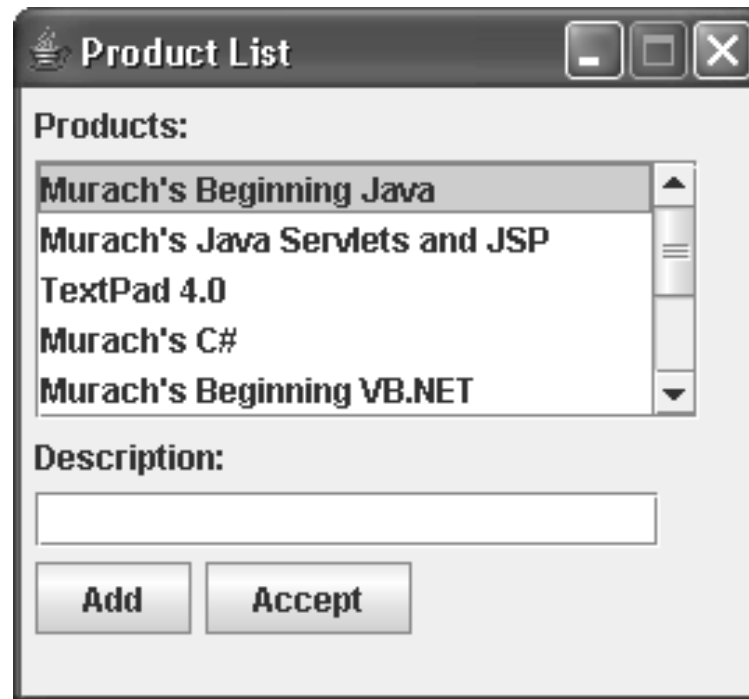 Product List
Products:
Murach's Beginning Java
Murach's Java Servlets and JSP
TextPad 4.0
Murach's C#
Murach's Beginning VB.NET
Description:
Add Accept